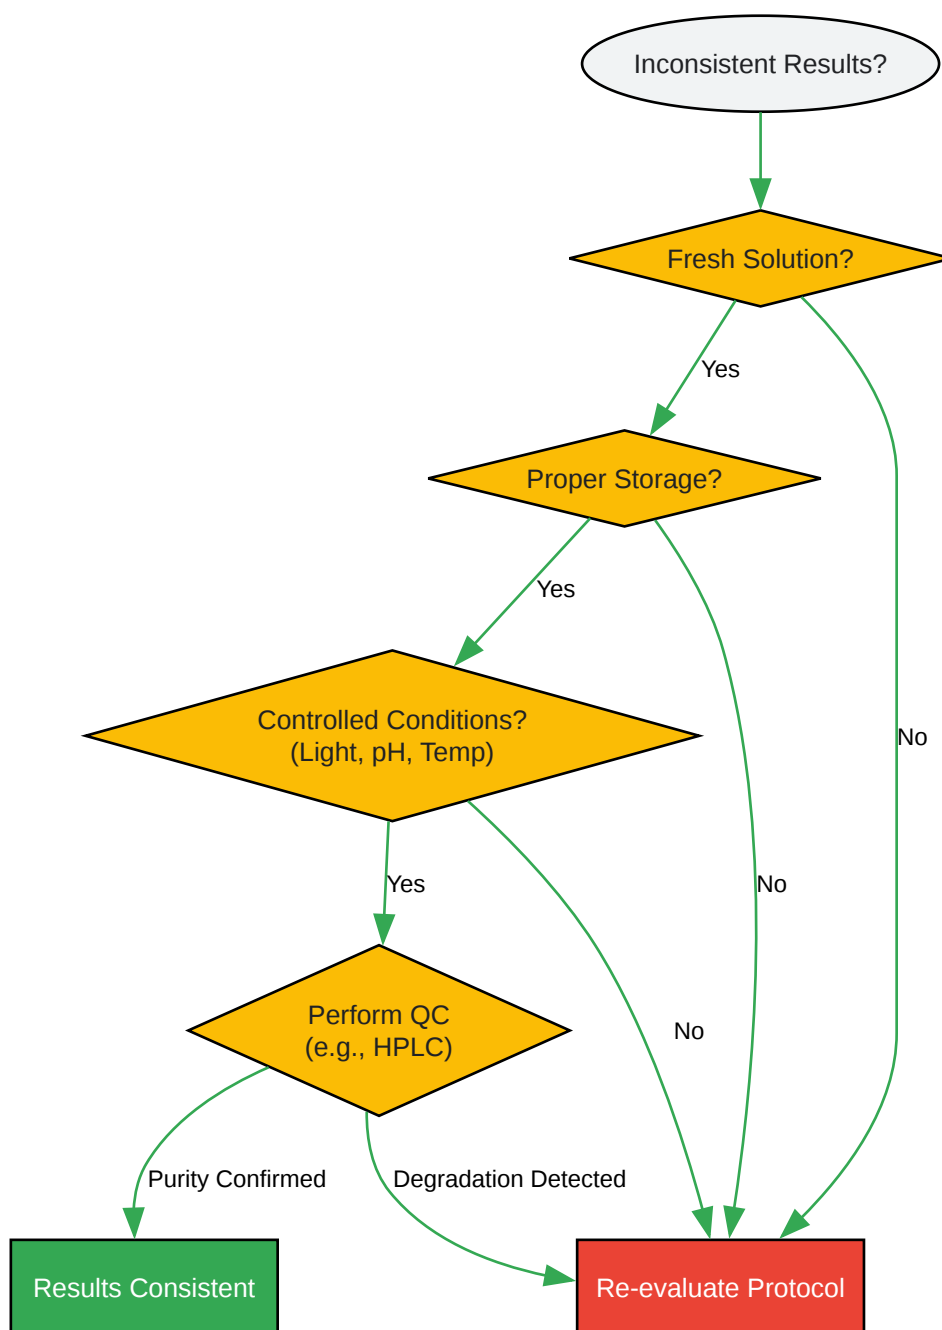 Inconsistent Results?
Fresh Solution?
Yes
Proper Storage?
Yes
Controlled Conditions?
(Light, pH, Temp)
No
Yes
No
Perform QC
(e.g., HPLC)
No
Purity Confirmed
Degradation Detected
Results Consistent
Re-evaluate Protocol